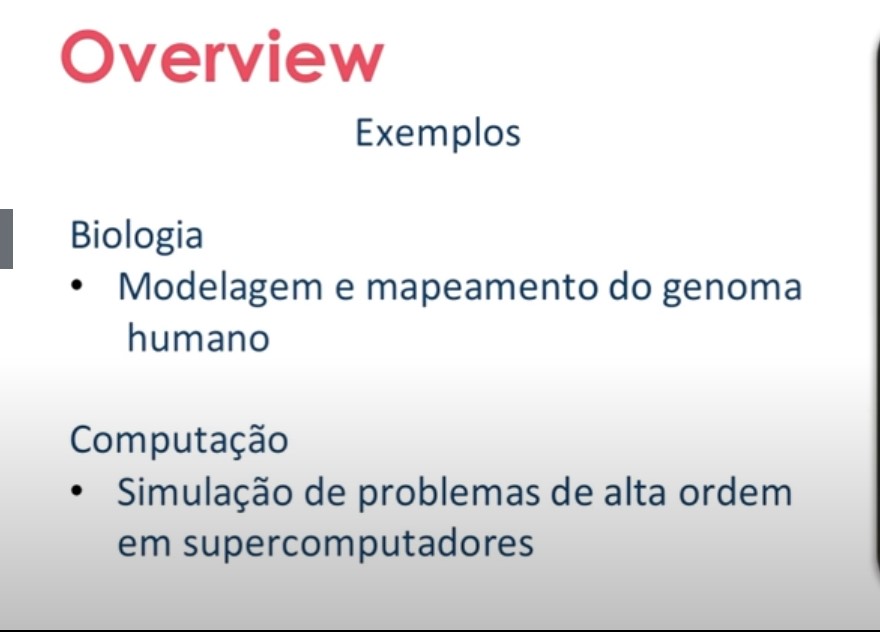 Overview
Exemplos
Biologia
• Modelagem e mapeamento do genoma
humano
Computação
• Simulação de problemas de alta ordem
em supercomputadores